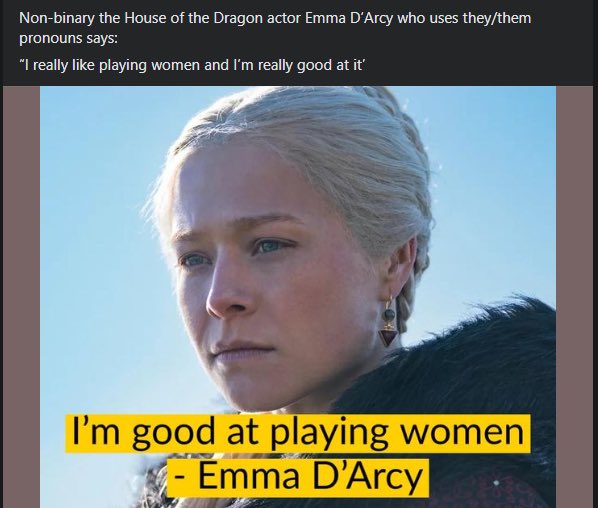 Non-binary the House of the Dragon actor Emma D’Arcy who uses they/them
pronouns says:
“I really like playing women and I’m really good at it’
I’m good at playing women
- Emma D’Arcy